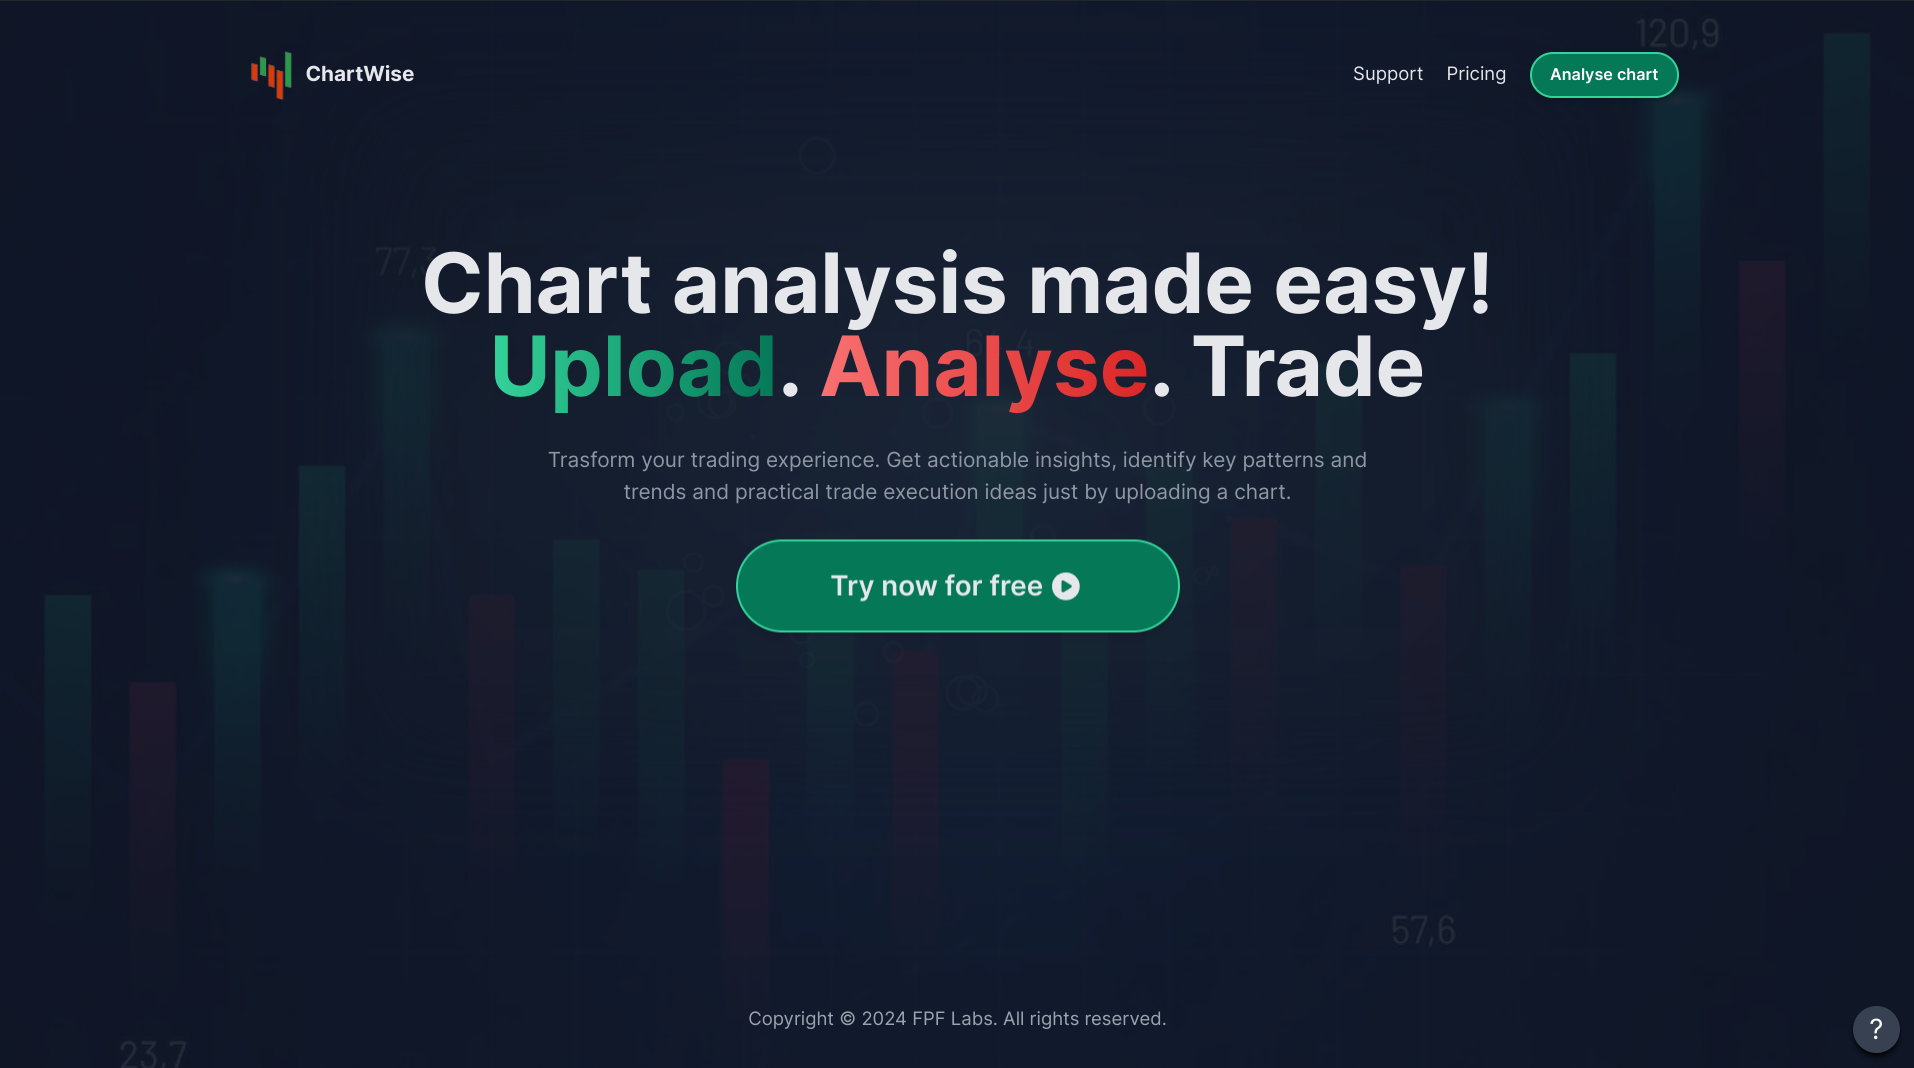 120,9
ChartWise
Support
Pricing
Analyse chart
Chart analysis made easy!
Upload. Analyse. Trade
Trasform your trading experience. Get actionable insights, identify key patterns and
trends and practical trade execution ideas just by uploading a chart.
Try now for free
57,6
Copyright © 2024 FPF Labs. All rights reserved.
?
23,7